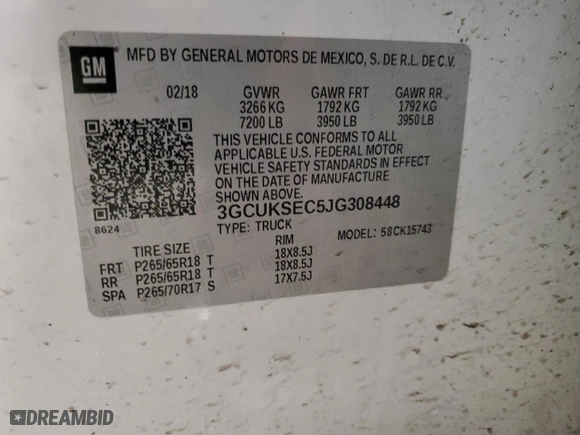 GM
MFD BY GENERAL MOTORS DE MEXICO, S. DE R.L. DE C.V.
02/18 GVWR GAWR FRT GAWR RR
3266 KG 1792 KG 1792 KG
7200 LB 3950 LB 3950 LB
THIS VEHICLE CONFORMS TO ALL
APPLICABLE U.S. FEDERAL MOTOR
VEHICLE SAFETY STANDARDS IN EFFECT
ON THE DATE OF MANUFACTURE
SHOWN ABOVE.
8624
3GCUKSEC5JG308448
TYPE: TRUCK MODEL: 58CK15743
TIRE SIZE RIM
FRT P265/65R18 T 18X8.5J
RR P265/65R18 T 18X8.5J
SPA P265/70R17 S 17X7.5J
DREAMBID